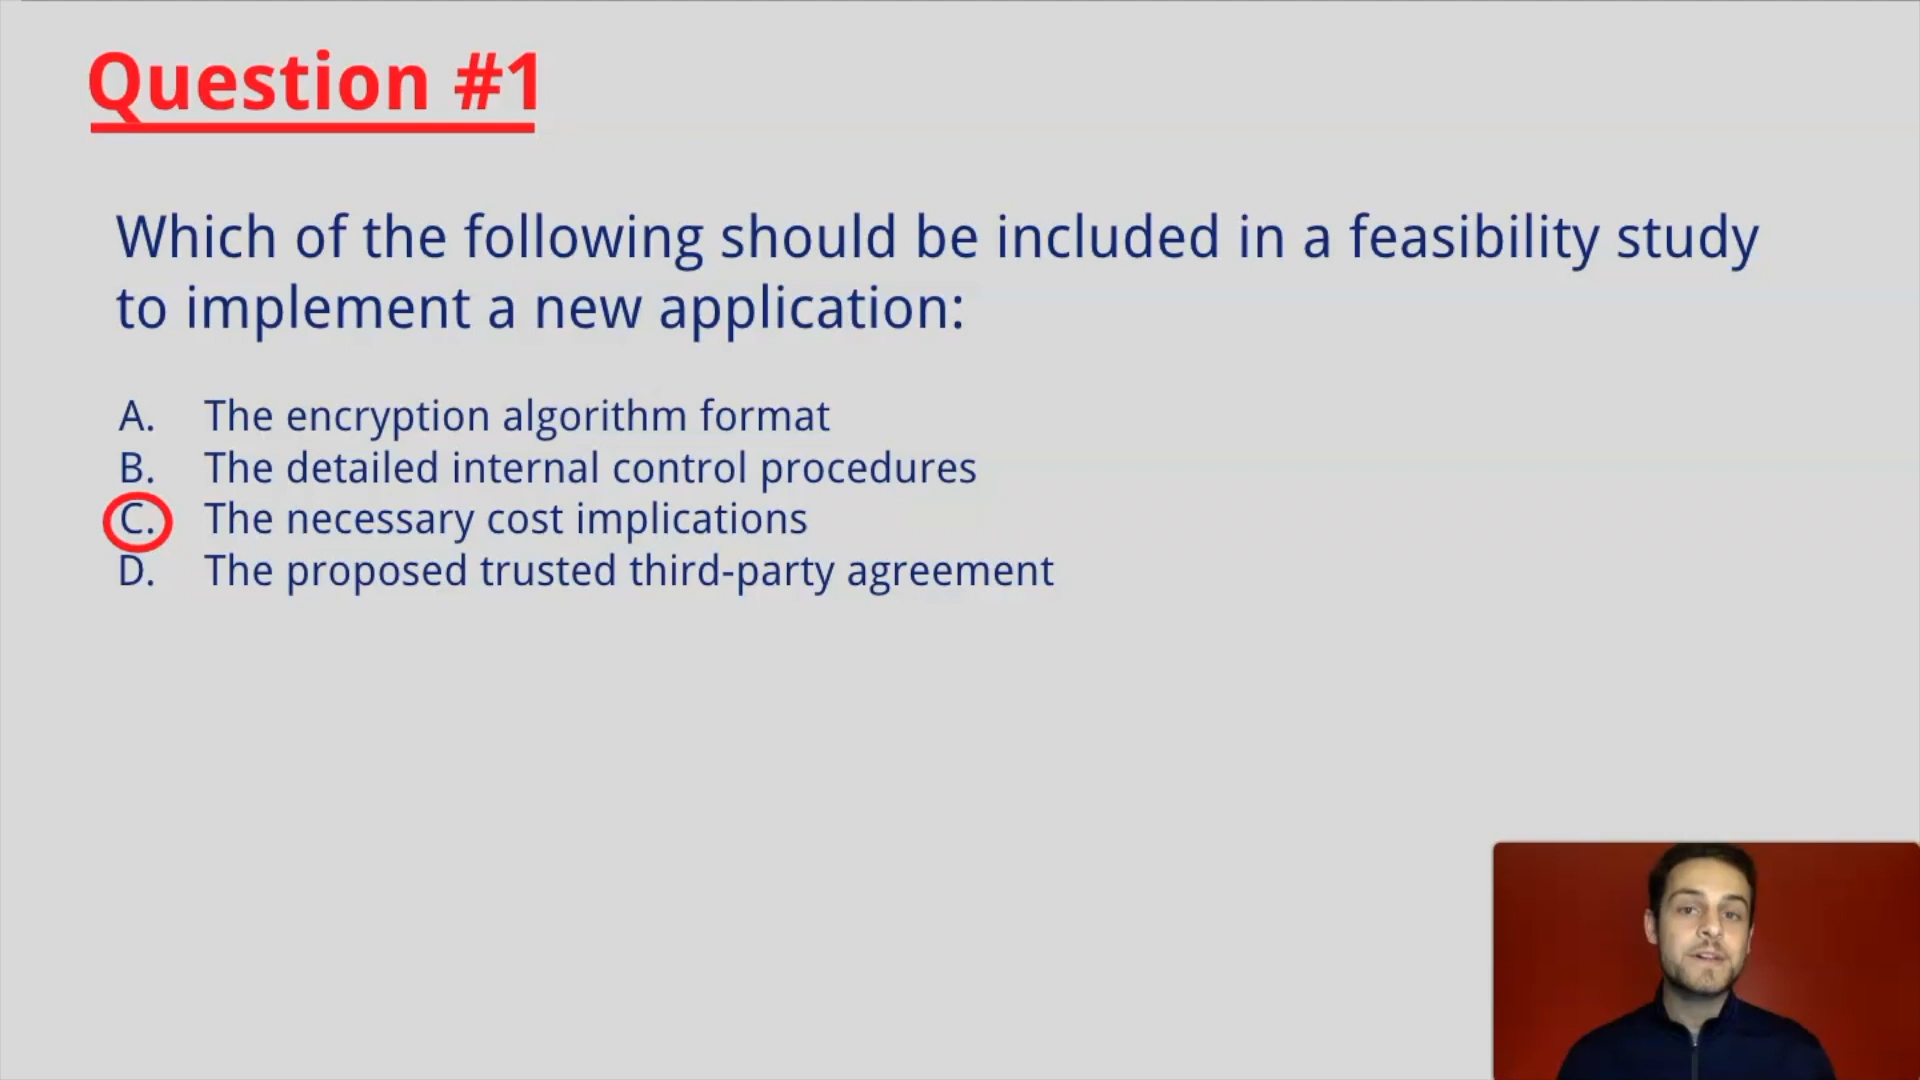 Question #1
Which of the following should be included in a feasibility study
to implement a new application:
A. The encryption algorithm format
B. The detailed internal control procedures
C. The necessary cost implications
D. The proposed trusted third-party agreement